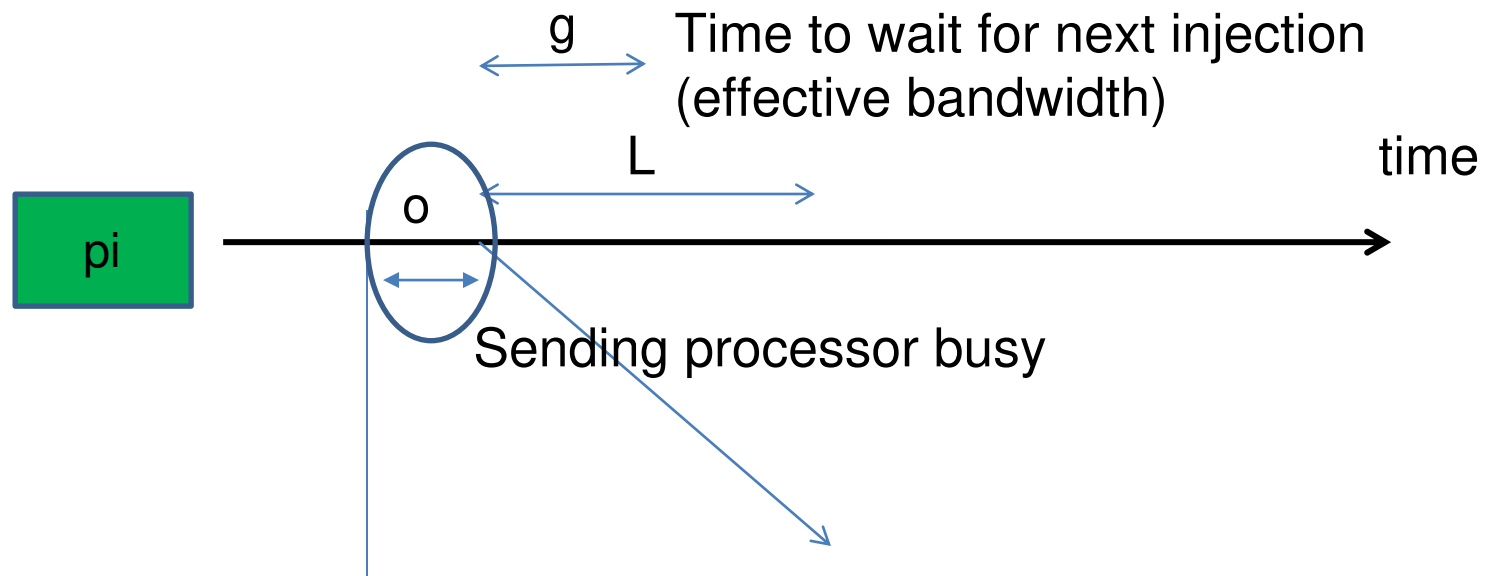 g
Time to wait for next injection
(effective bandwidth)
L
time
o
pi
Sending processor busy